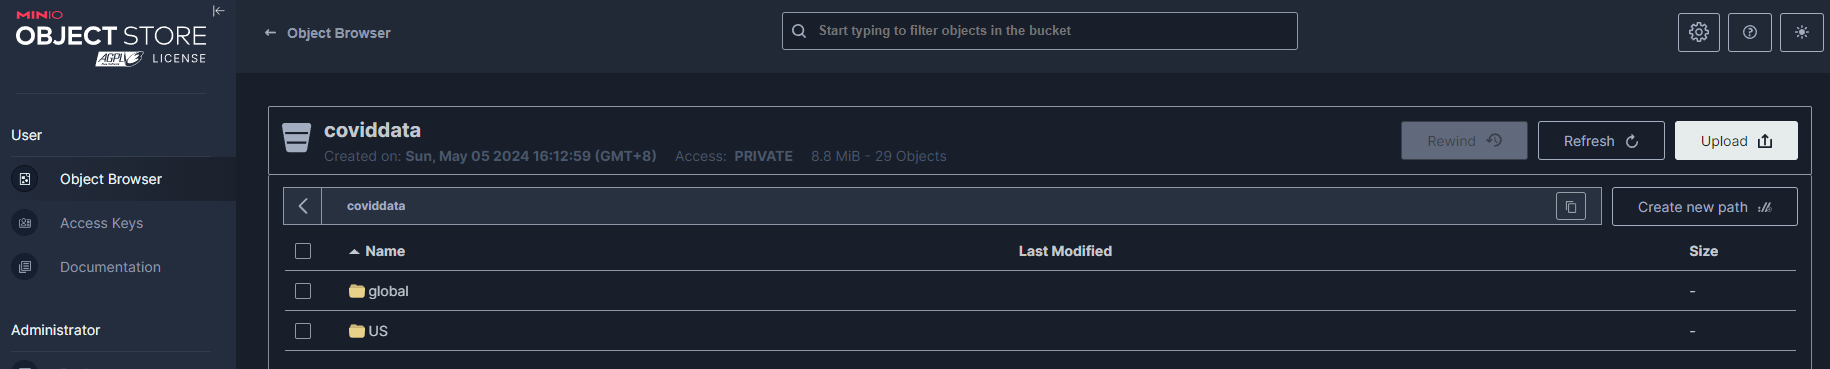 MINIO
OBJECT STORE
AGPLv3 LICENSE
User
Object Browser
Access Keys
Documentation
Administrator
Object Browser
Start typing to filter objects in the bucket
coviddata
Created on: Sun, May 05 2024 16:12:59 (GMT+8) Access: PRIVATE 8.8 MiB - 29 Objects
Rewind
Refresh
Upload
coviddata
Create new path
Name Last Modified Size
global -
US -